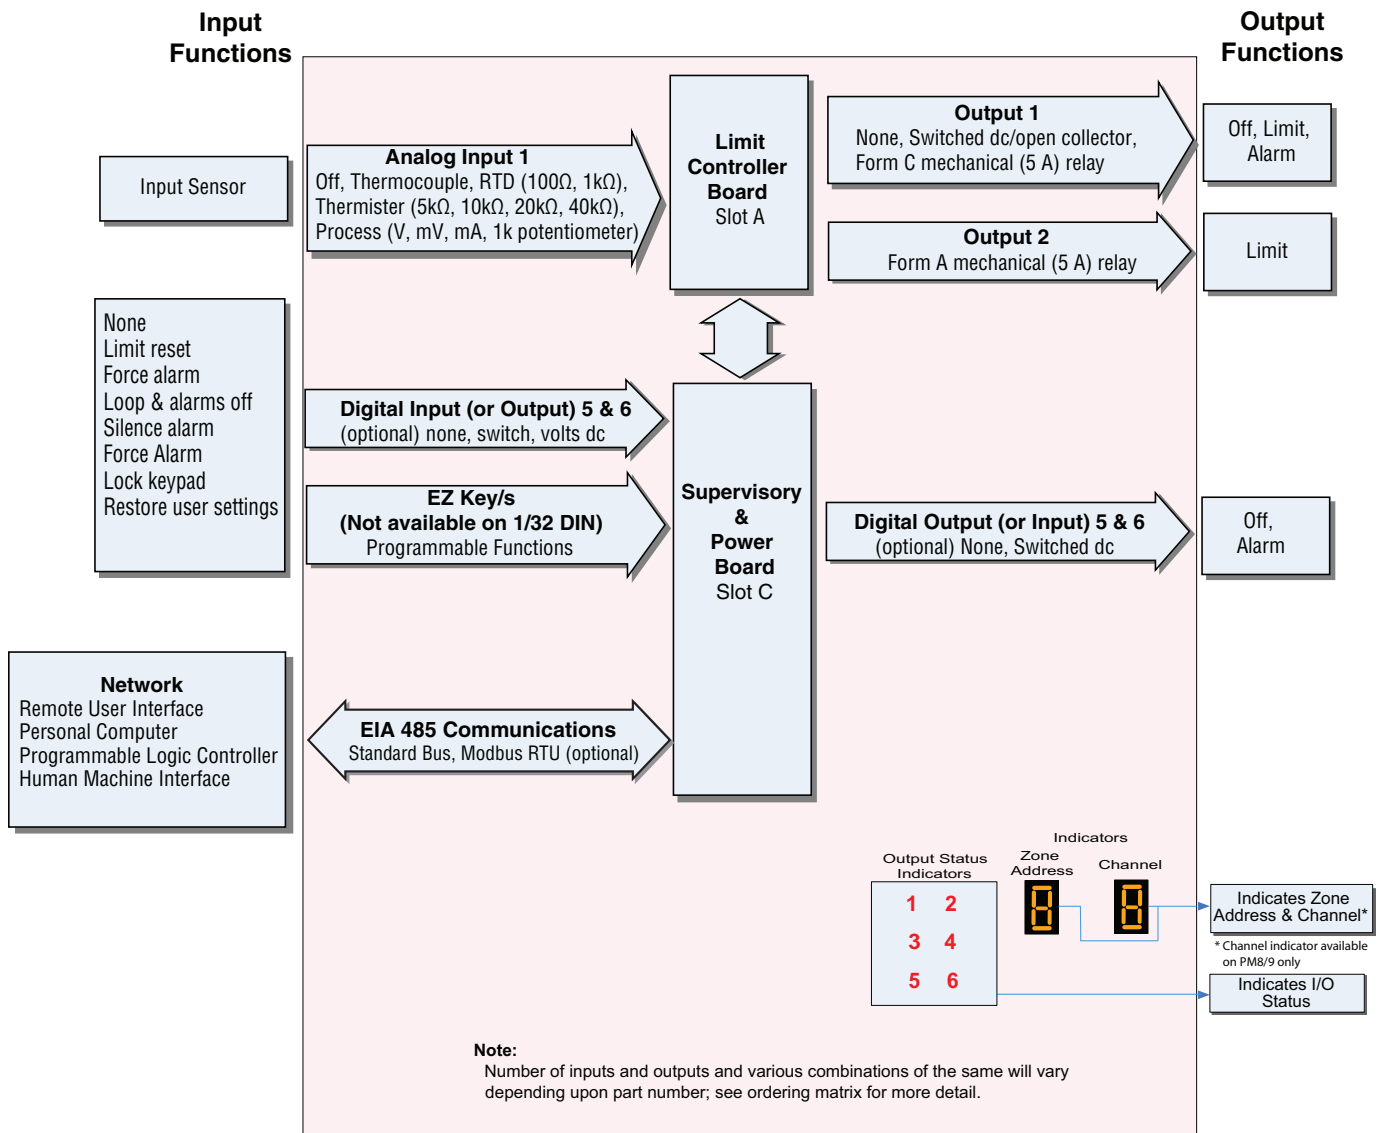 Input
Functions
Output
Functions
Input Sensor
Analog Input 1
Off, Thermocouple, RTD (100Ω, 1kΩ),
Thermister (5kΩ, 10kΩ, 20kΩ, 40kΩ),
Process (V, mV, mA, 1k potentiometer)
Limit
Controller
Board
Slot A
Output 1
None, Switched dc/open collector,
Form C mechanical (5 A) relay
Off, Limit,
Alarm
Output 2
Form A mechanical (5 A) relay
Limit
None
Limit reset
Force alarm
Loop & alarms off
Silence alarm
Force Alarm
Lock keypad
Restore user settings
Digital Input (or Output) 5 & 6
(optional) none, switch, volts dc
EZ Key/s
(Not available on 1/32 DIN)
Programmable Functions
Supervisory
&
Power
Board
Slot C
Digital Output (or Input) 5 & 6
(optional) None, Switched dc
Off,
Alarm
Network
Remote User Interface
Personal Computer
Programmable Logic Controller
Human Machine Interface
EIA 485 Communications
Standard Bus, Modbus RTU (optional)
Indicators
Output Status
Indicators
Zone
Address
Channel
1 2
3 4
5 6
8
8
Indicates Zone
Address & Channel*
* Channel indicator available
on PM8/9 only
Indicates I/O
Status
Note:
Number of inputs and outputs and various combinations of the same will vary
depending upon part number; see ordering matrix for more detail.